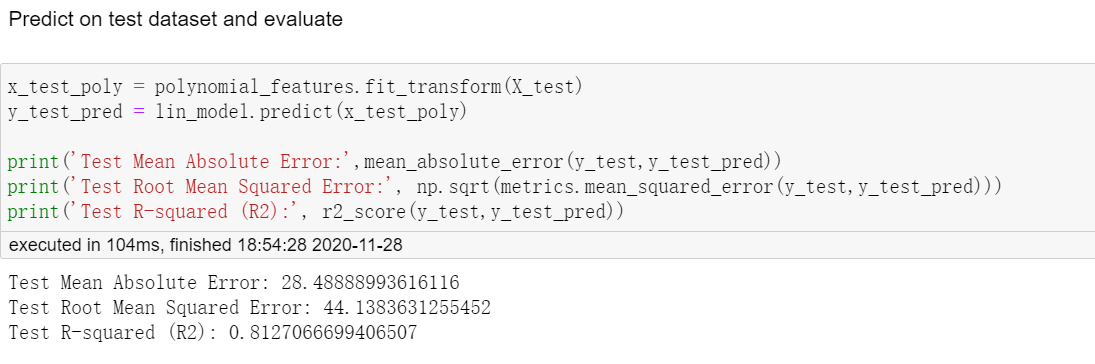 Predict on test dataset and evaluate
x_test_poly = polynomial_features.fit_transform(X_test)
y_test_pred = lin_model.predict(x_test_poly)
print('Test Mean Absolute Error:',mean_absolute_error(y_test,y_test_pred))
print('Test Root Mean Squared Error:', np.sqrt(metrics.mean_squared_error(y_test,y_test_pred)))
print('Test R-squared (R2):', r2_score(y_test,y_test_pred))
executed in 104ms, finished 18:54:28 2020-11-28
Test Mean Absolute Error: 28.48888993616116
Test Root Mean Squared Error: 44.1383631255452
Test R-squared (R2): 0.8127066699406507